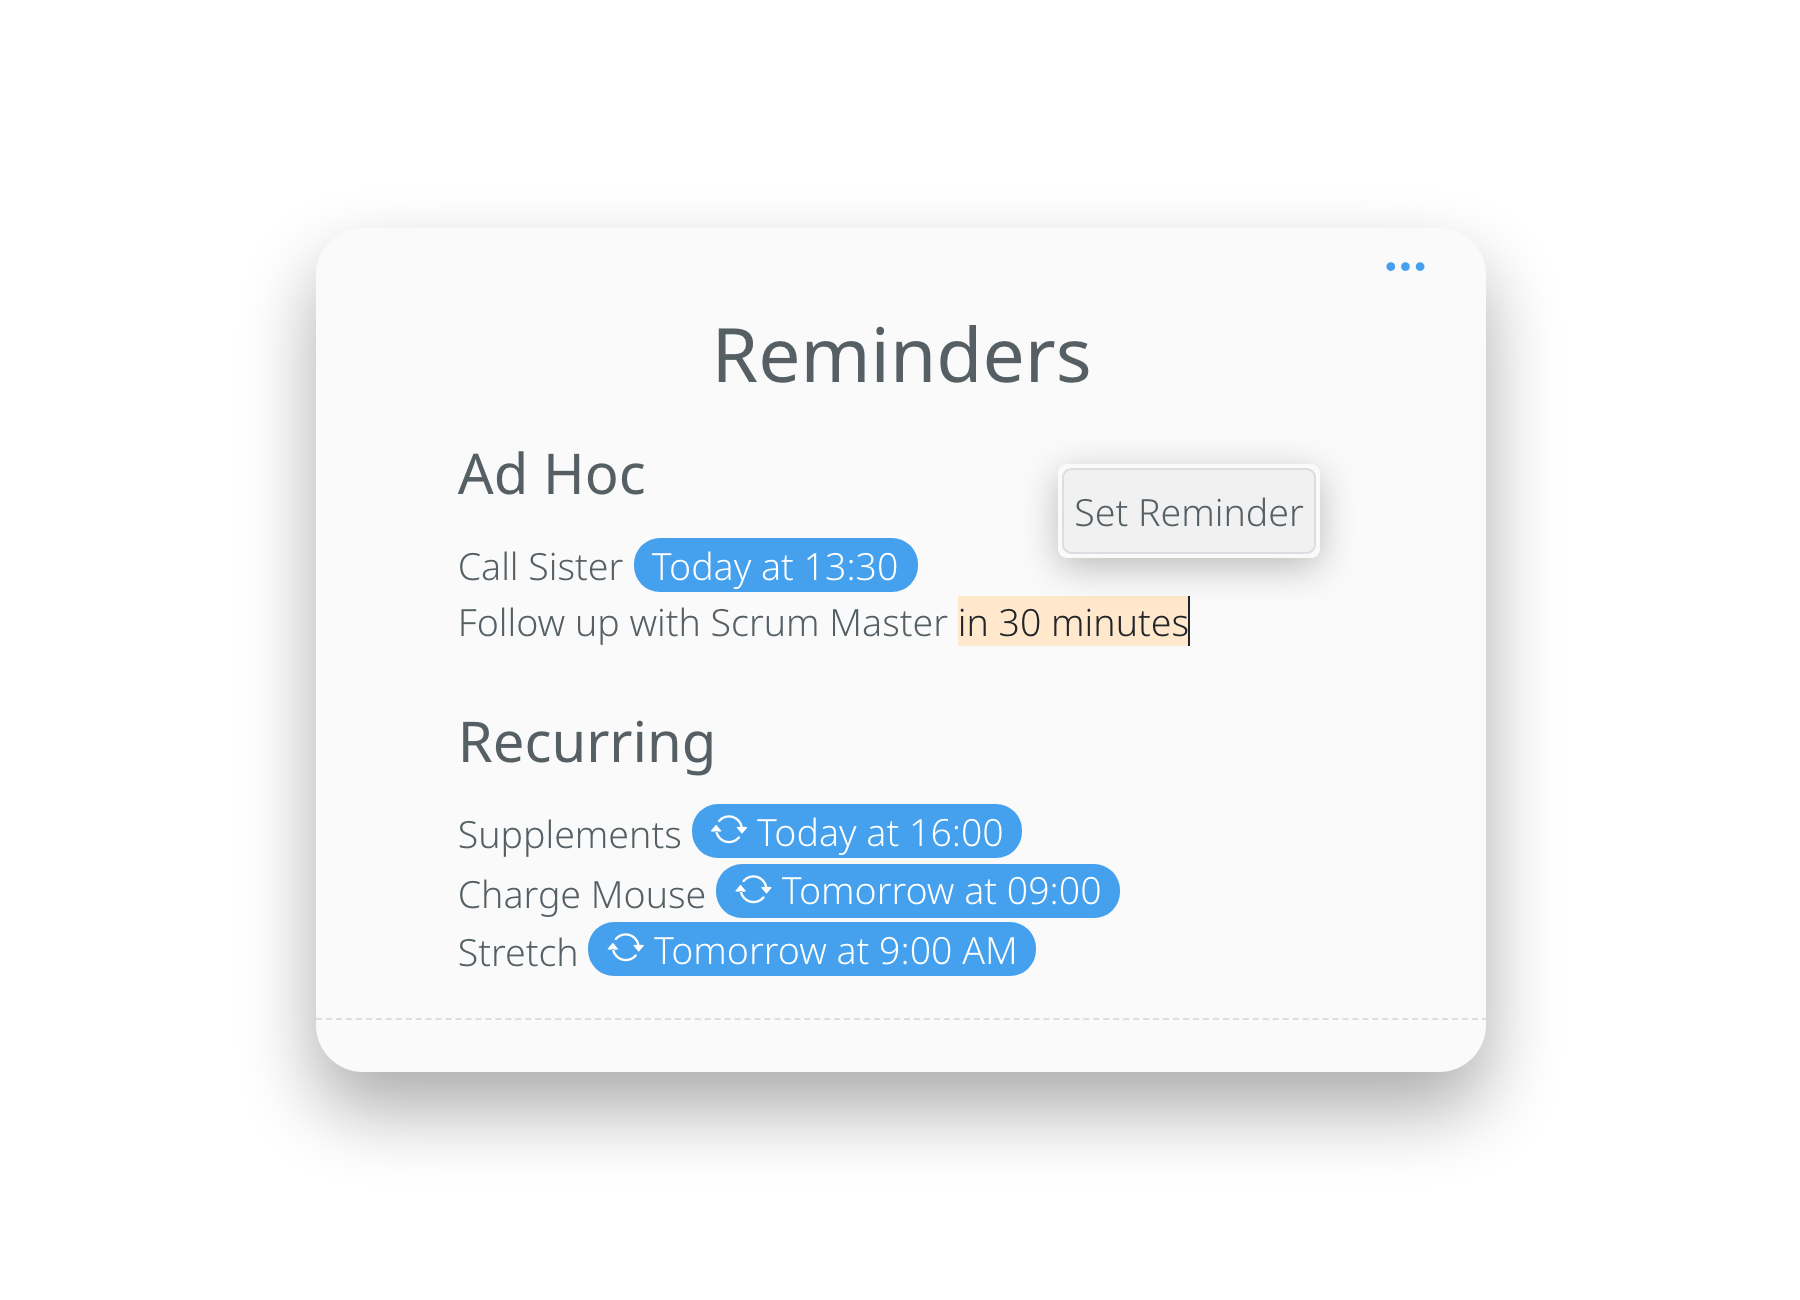 Reminders
Ad Hoc
Set Reminder
Call Sister Today at 13:30
Follow up with Scrum Master in 30 minutes
Recurring
Supplements Today at 16:00
Charge Mouse Tomorrow at 09:00
Stretch Tomorrow at 9:00 AM